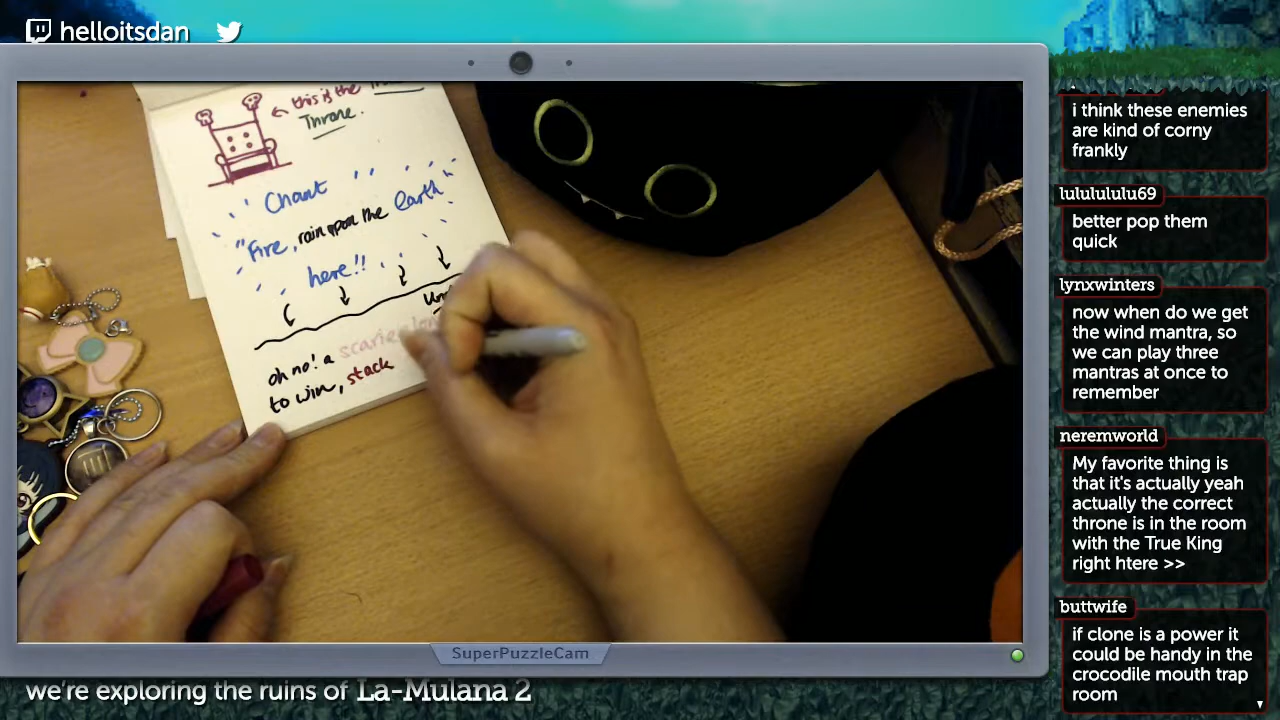 helloitsdan
this is the
Throne.
Chant
"Fire, rain upon the earth"
here!!
oh no! a
to win, stack
SuperPuzzleCam
we're exploring the ruins of La-Mulana 2
i think these enemies
are kind of corny
frankly
lululululu69
better pop them
quick
lynxwinters
now when do we get
the wind mantra, so
we can play three
mantras at once to
remember
neremworld
My favorite thing is
that it's actually yeah
actually the correct
throne is in the room
with the True King
right htere >>
buttwife
if clone is a power it
could be handy in the
crocodile mouth trap
room